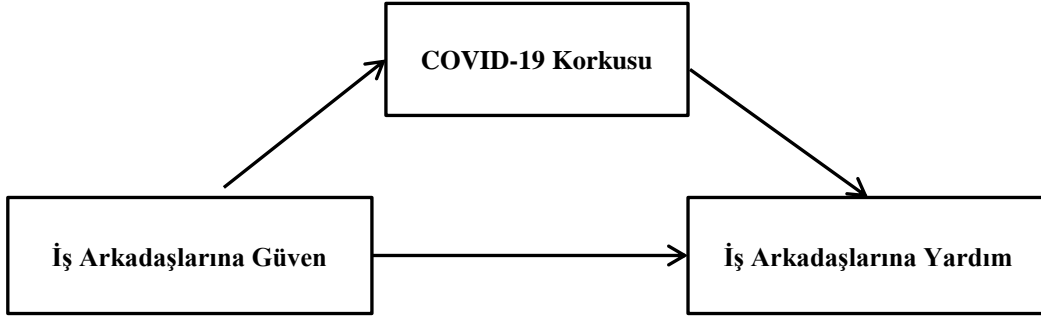 COVID-19 Korkusu
İş Arkadaşlarına Güven
İş Arkadaşlarına Yardım